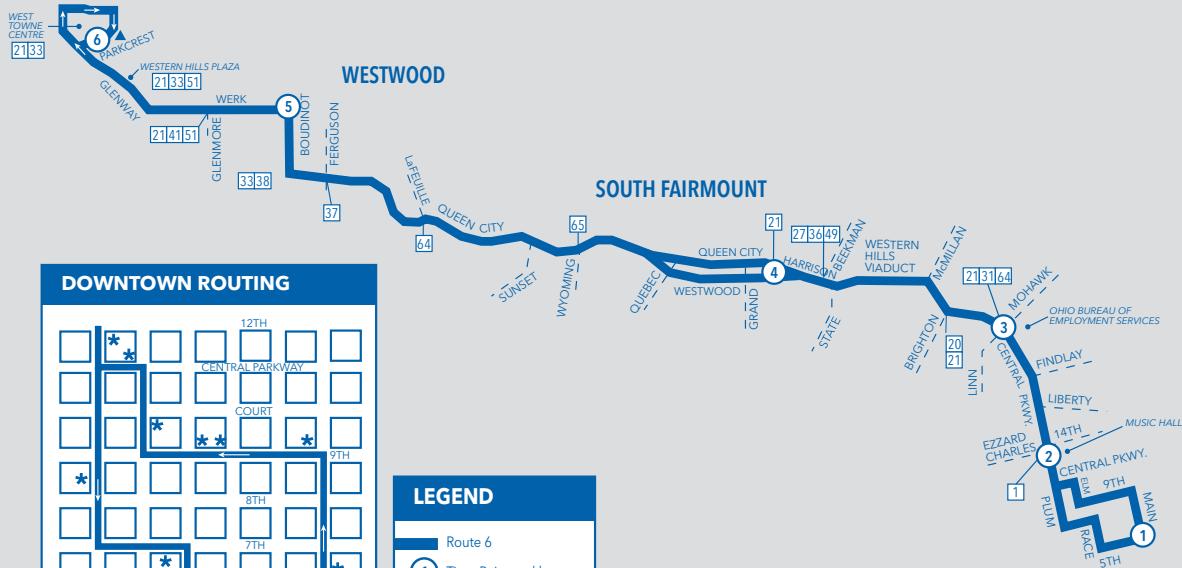 WEST
TOWNE
CENTRE
21 33
6
PARKCREST
WESTERN HILLS PLAZA
21 33 51
GLENWAY
WERK
5
BOUDINOT
FERGUSON
WESTWOOD
21 41 51
GLENMORE
33 38
37
LaFEUILLE
64
QUEEN CITY
SOUTH FAIRMOUNT
65
SUNSET
WYOMING
QUEBEC
QUEEN CITY
WESTWOOD
GRAND
21
4
HARRISON
27 36 49
BEEKMAN
STATE
WESTERN
HILLS
VIADUCT
McMILLAN
BRIGHTON
20
21
21 31 64
MOHAWK
3
OHIO BUREAU OF
EMPLOYMENT SERVICES
LINN
CENTRAL PKWY.
FINDLAY
LIBERTY
MUSIC HALL
14TH
EZZARD
CHARLES
2
1
CENTRAL PKWY.
ELM
9TH
MAIN
PLUM
RACE
1
5TH
DOWNTOWN ROUTING
12TH
CENTRAL PARKWAY
COURT
9TH
8TH
7TH
LEGEND
Route 6